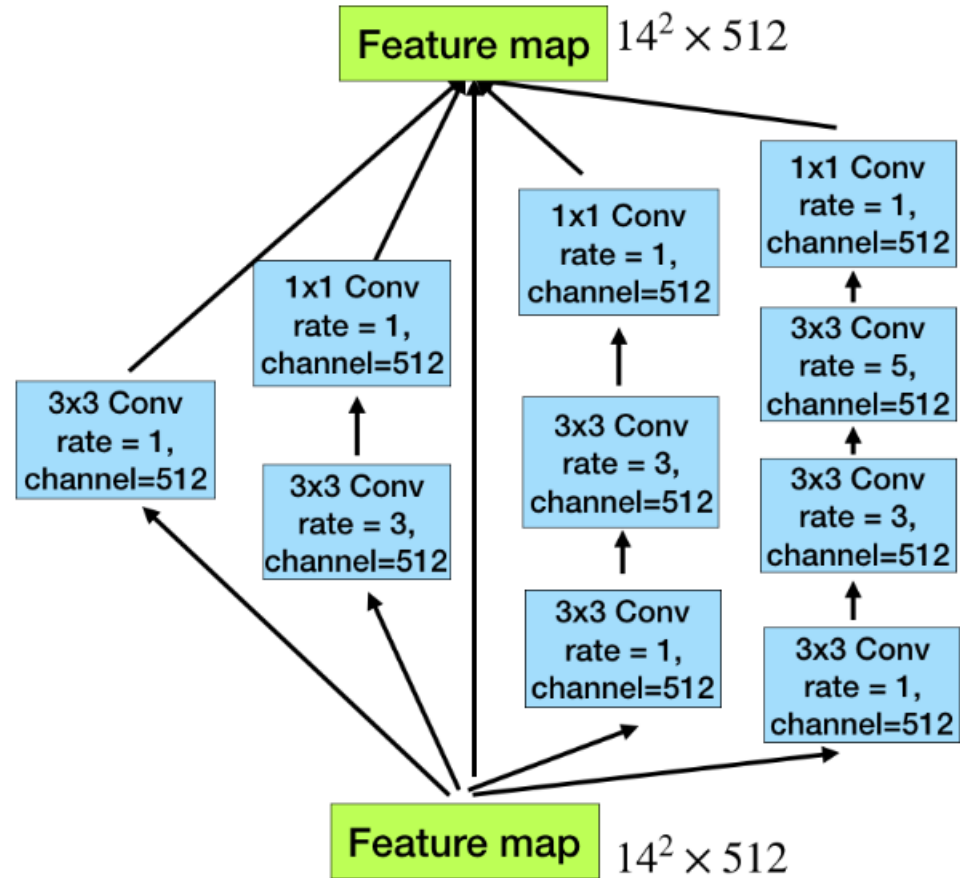 Feature map 14² × 512
1x1 Conv
rate = 1,
channel=512
1x1 Conv
rate = 1,
channel=512
1x1 Conv
rate = 1,
channel=512
3x3 Conv
rate = 5,
channel=512
3x3 Conv
rate = 1,
channel=512
3x3 Conv
rate = 3,
channel=512
3x3 Conv
rate = 3,
channel=512
3x3 Conv
rate = 3,
channel=512
3x3 Conv
rate = 1,
channel=512
3x3 Conv
rate = 1,
channel=512
Feature map 14² × 512